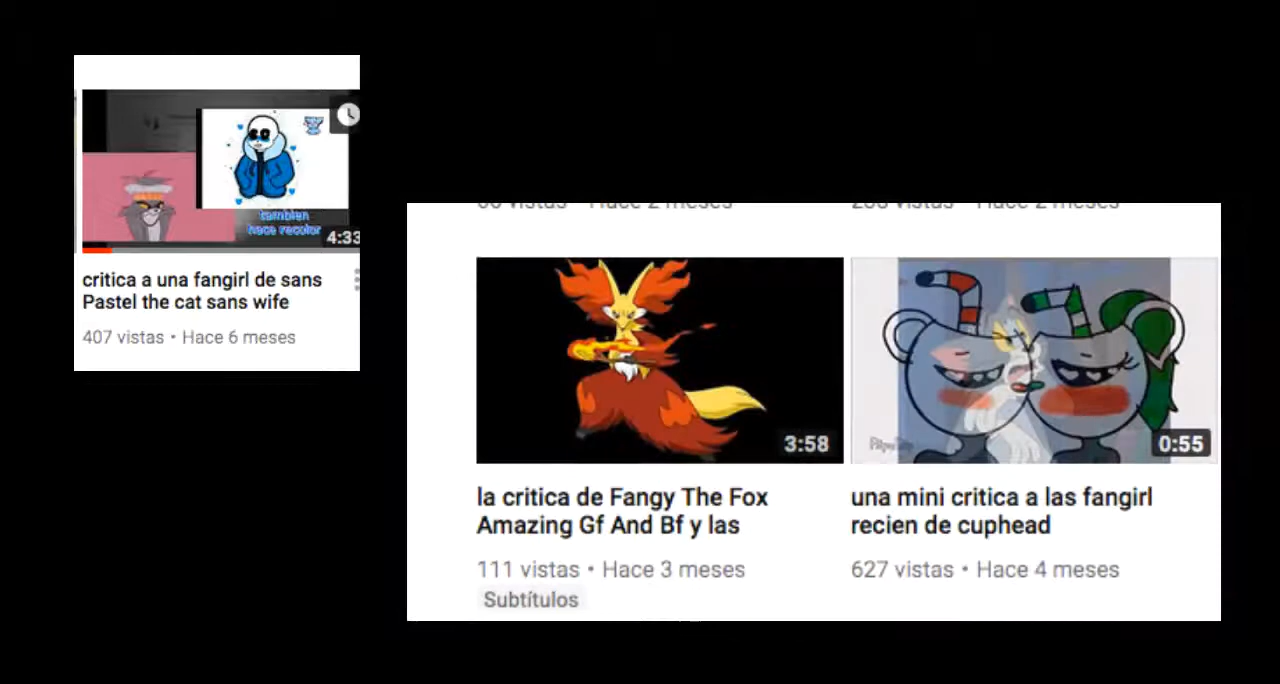 tambien
hace recolor
4:33
critica a una fangirl de sans
Pastel the cat sans wife
407 vistas • Hace 6 meses
3:58
la critica de Fangy The Fox
Amazing Gf And Bf y las
111 vistas • Hace 3 meses
Subtítulos
0:55
una mini critica a las fangirl
recien de cuphead
627 vistas • Hace 4 meses